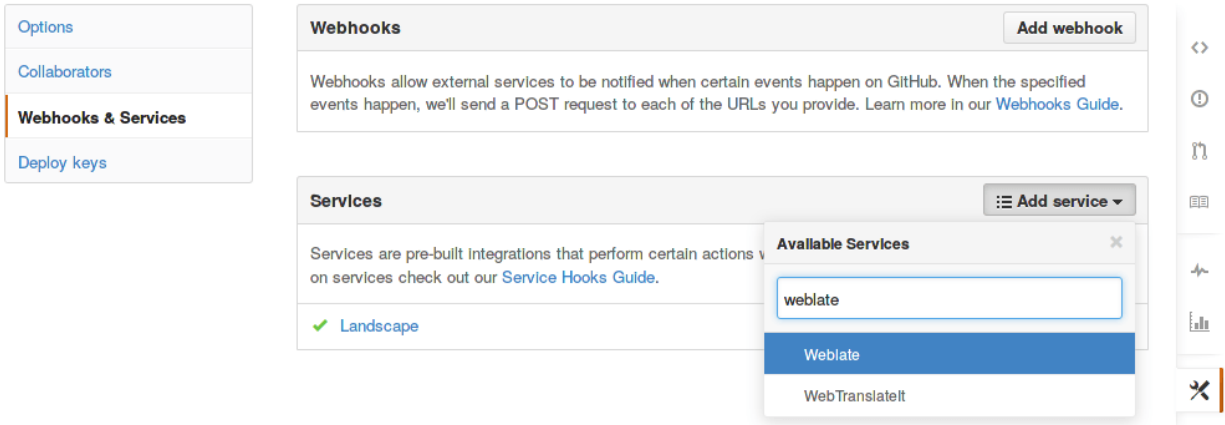 Options
Collaborators
Webhooks & Services
Deploy keys
Webhooks
Add webhook
Webhooks allow external services to be notified when certain events happen on GitHub. When the specified
events happen, we'll send a POST request to each of the URLs you provide. Learn more in our Webhooks Guide.
Services
Add service
Services are pre-built integrations that perform certain actions
on services check out our Service Hooks Guide.
Landscape
Available Services
weblate
Weblate
WebTranslateIt